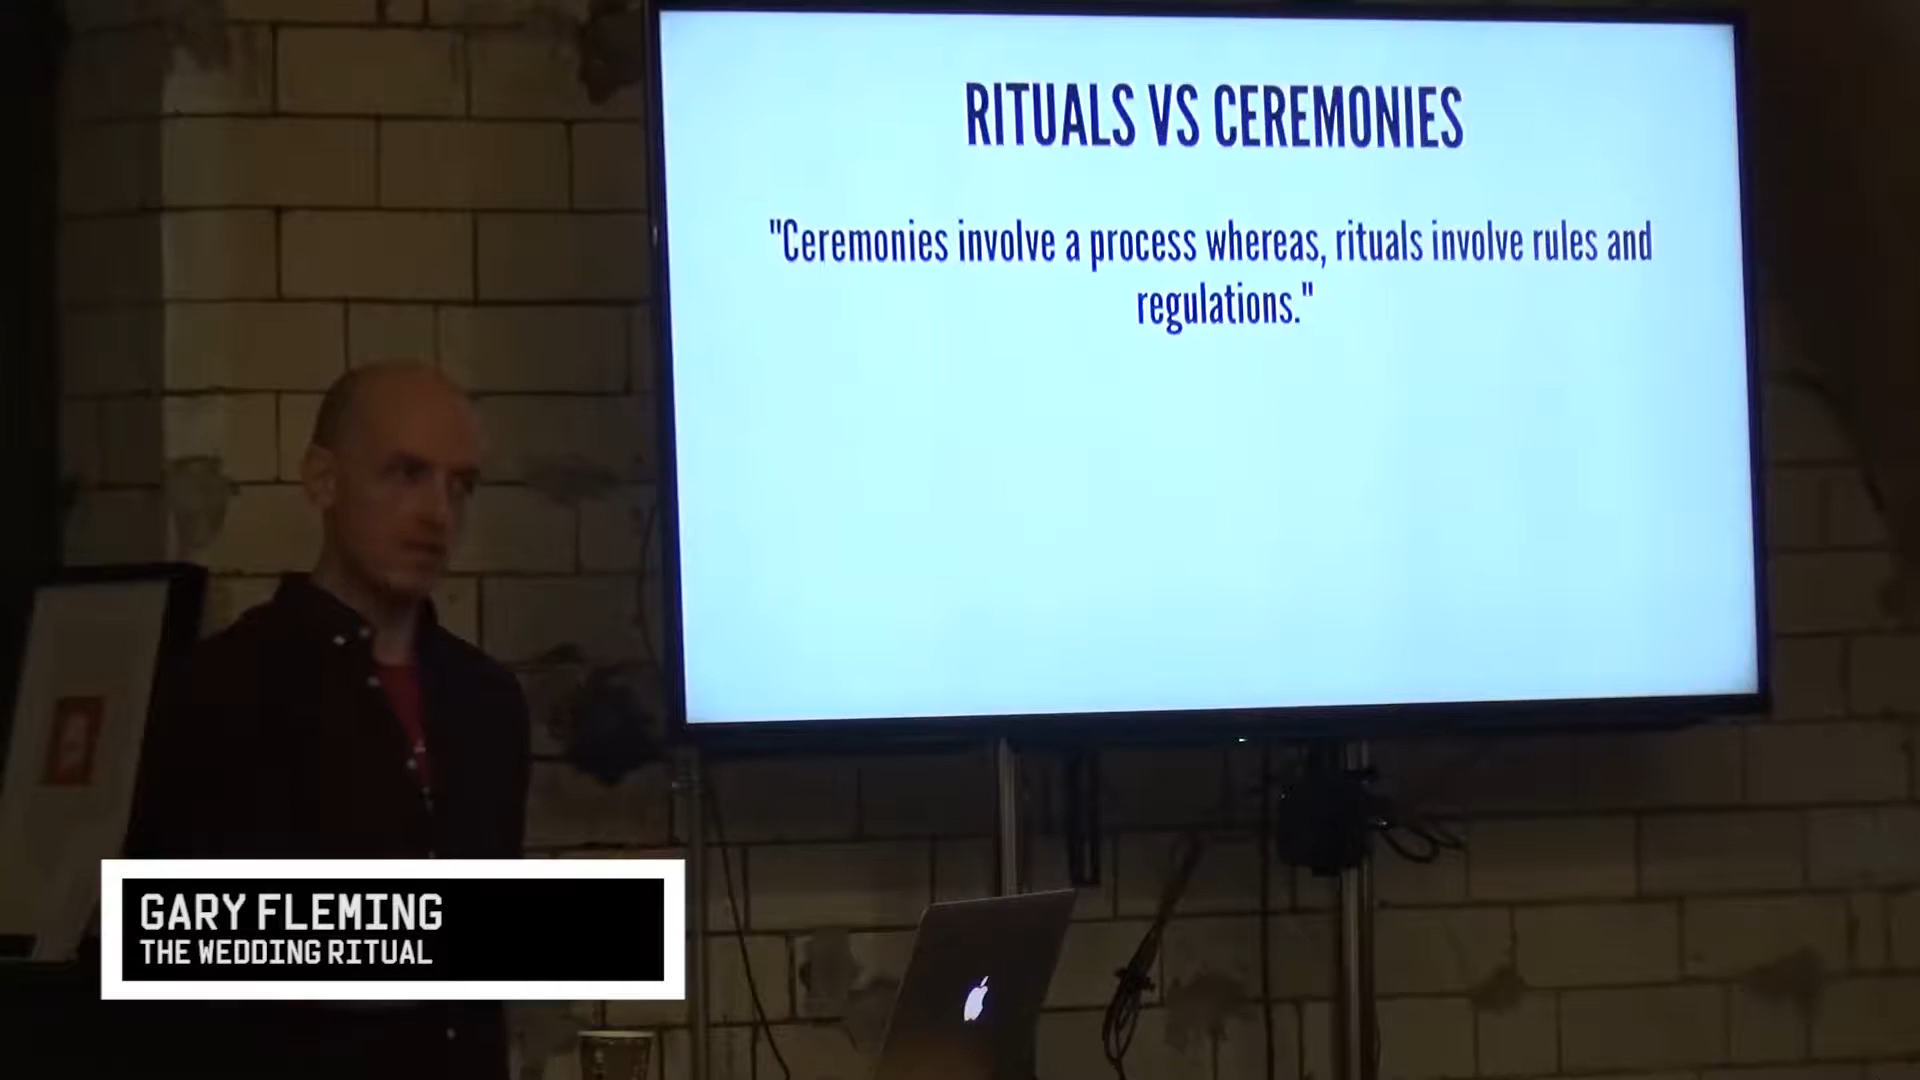 RITUALS VS CEREMONIES
"Ceremonies involve a process whereas, rituals involve rules and
regulations."
GARY FLEMING
THE WEDDING RITUAL